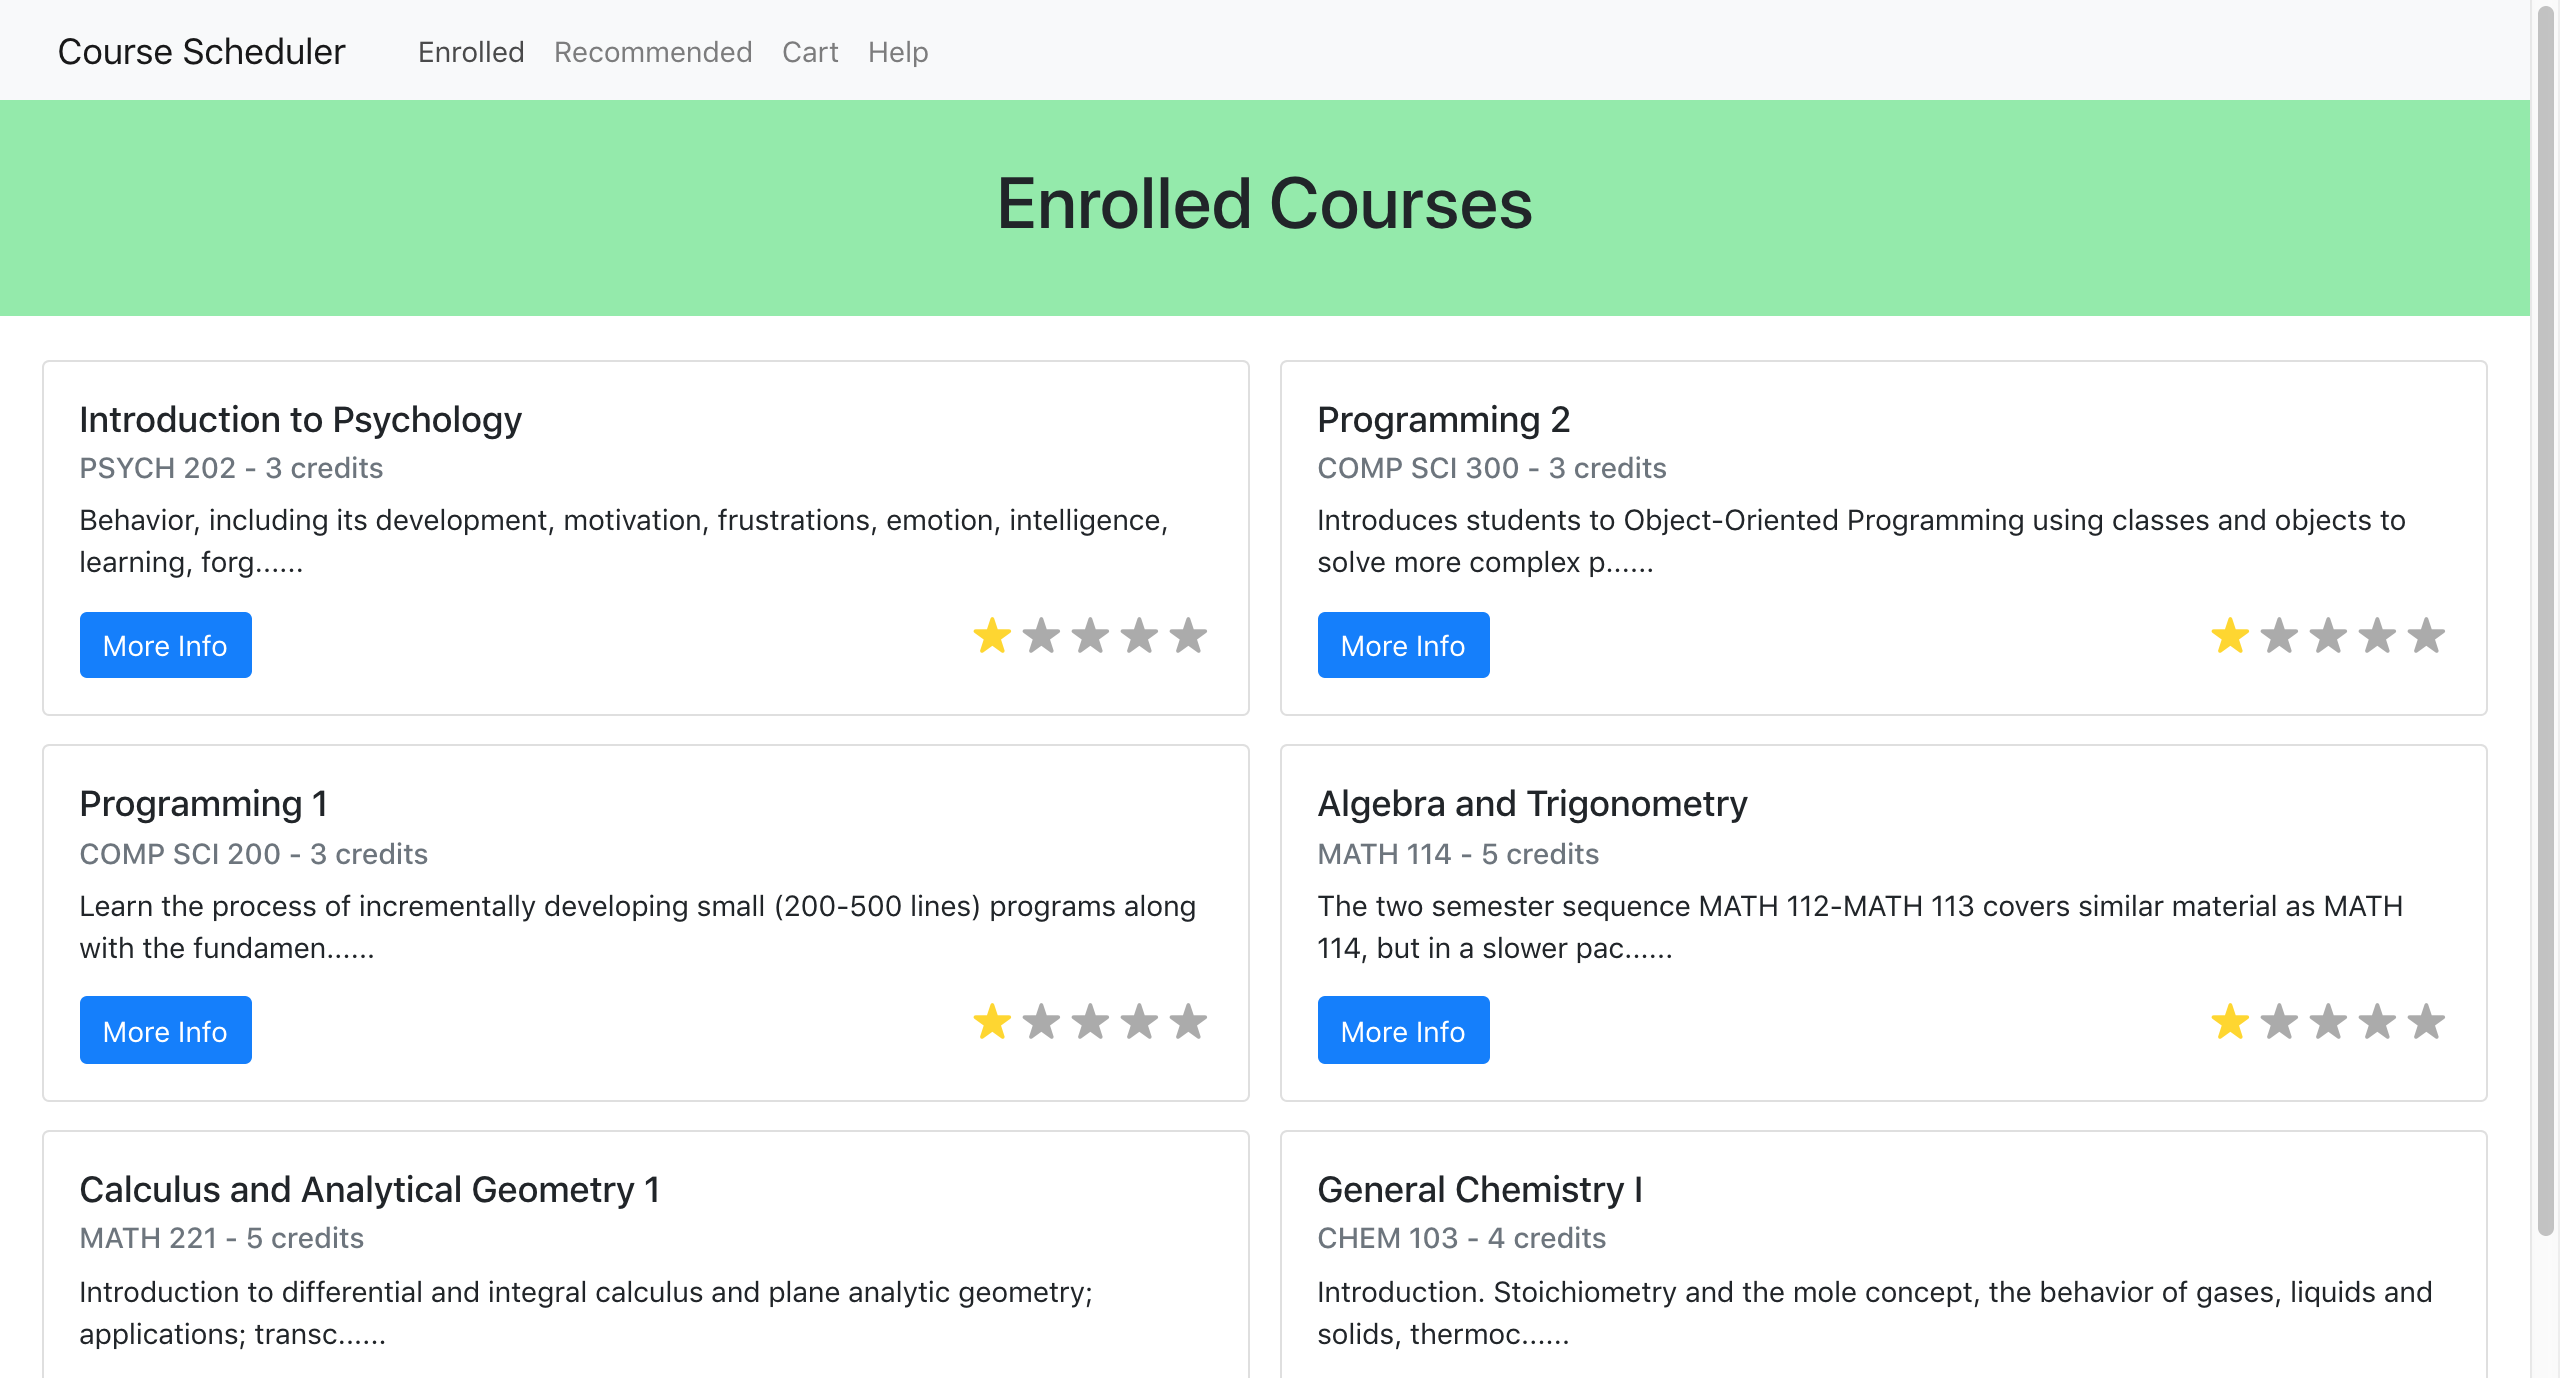 Course Scheduler Enrolled Recommended Cart Help
Enrolled Courses
Introduction to Psychology
PSYCH 202 - 3 credits
Behavior, including its development, motivation, frustrations, emotion, intelligence,
learning, forg......
More Info
Programming 2
COMP SCI 300 - 3 credits
Introduces students to Object-Oriented Programming using classes and objects to
solve more complex p......
More Info
Programming 1
COMP SCI 200 - 3 credits
Learn the process of incrementally developing small (200-500 lines) programs along
with the fundamen......
More Info
Algebra and Trigonometry
MATH 114 - 5 credits
The two semester sequence MATH 112-MATH 113 covers similar material as MATH
114, but in a slower pac......
More Info
Calculus and Analytical Geometry 1
MATH 221 - 5 credits
Introduction to differential and integral calculus and plane analytic geometry;
applications; transc......
General Chemistry I
CHEM 103 - 4 credits
Introduction. Stoichiometry and the mole concept, the behavior of gases, liquids and
solids, thermoc......